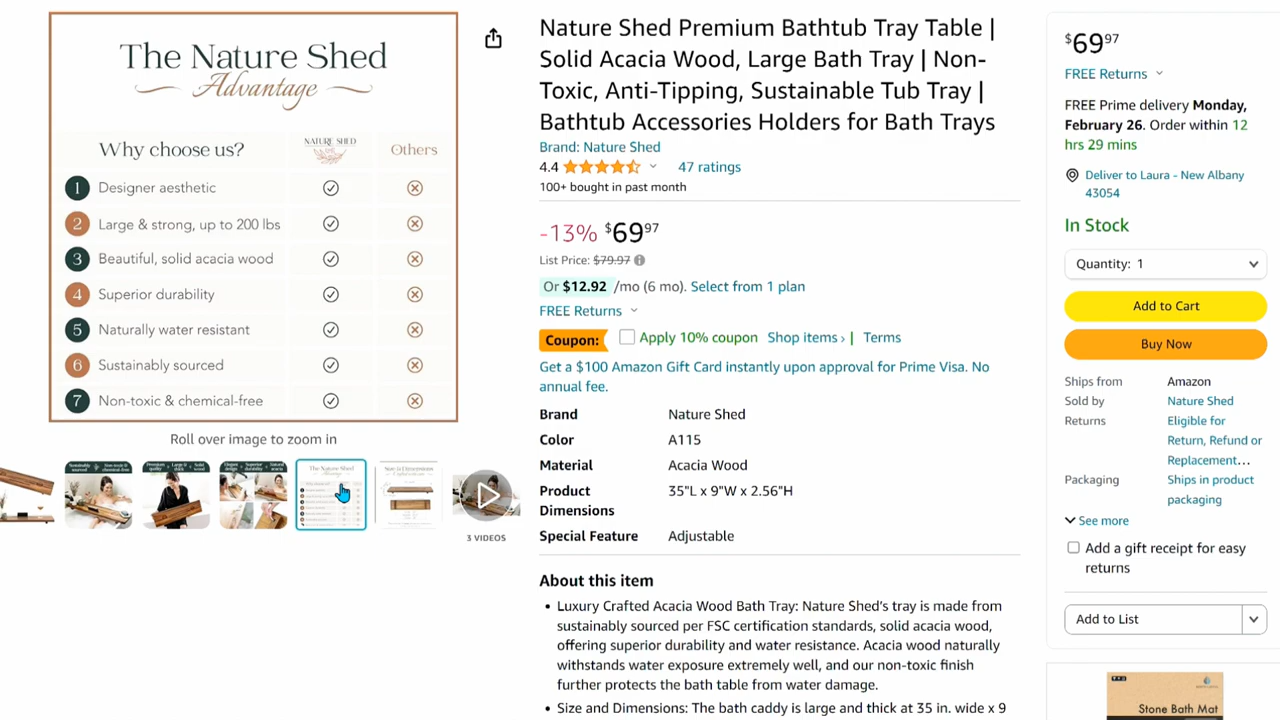 The Nature Shed
Advantage
Why choose us?
NATURE SHED
Others
1 Designer aesthetic
2 Large & strong, up to 200 lbs
3 Beautiful, solid acacia wood
4 Superior durability
5 Naturally water resistant
6 Sustainably sourced
7 Non-toxic & chemical-free
Roll over image to zoom in
3 VIDEOS
Nature Shed Premium Bathtub Tray Table |
Solid Acacia Wood, Large Bath Tray | Non-
Toxic, Anti-Tipping, Sustainable Tub Tray |
Bathtub Accessories Holders for Bath Trays
Brand: Nature Shed
4.4 47 ratings
100+ bought in past month
-13% $69 97
List Price: $79.97
Or $12.92 /mo (6 mo). Select from 1 plan
FREE Returns
Coupon: Apply 10% coupon Shop items › | Terms
Get a $100 Amazon Gift Card instantly upon approval for Prime Visa. No
annual fee.
Brand Nature Shed
Color A115
Material Acacia Wood
Product Dimensions 35"L x 9"W x 2.56"H
Special Feature Adjustable
About this item
• Luxury Crafted Acacia Wood Bath Tray: Nature Shed's tray is made from
sustainably sourced per FSC certification standards, solid acacia wood,
offering superior durability and water resistance. Acacia wood naturally
withstands water exposure extremely well, and our non-toxic finish
further protects the bath table from water damage.
• Size and Dimensions: The bath caddy is large and thick at 35 in. wide x 9
$69 97
FREE Returns
FREE Prime delivery Monday,
February 26. Order within 12
hrs 29 mins
Deliver to Laura - New Albany
43054
In Stock
Quantity: 1
Add to Cart
Buy Now
Ships from Amazon
Sold by Nature Shed
Returns Eligible for
Return, Refund or
Replacement...
Packaging Ships in product
packaging
See more
Add a gift receipt for easy
returns
Add to List
Stone Bath Mat